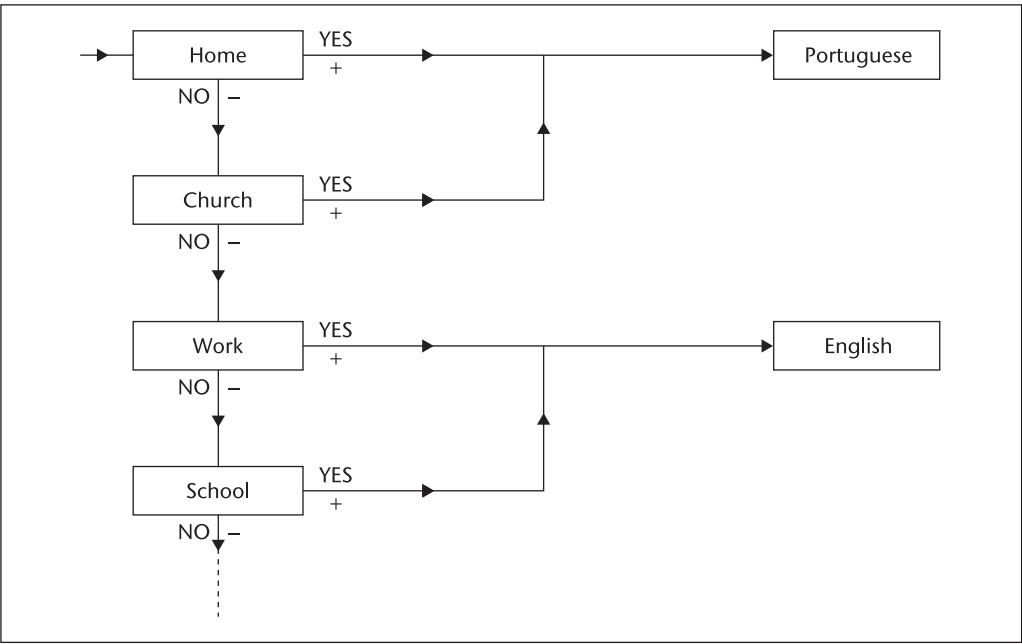 Home
YES
+
Portuguese
NO –
Church
YES
+
NO –
Work
YES
+
English
NO –
School
YES
+
NO –